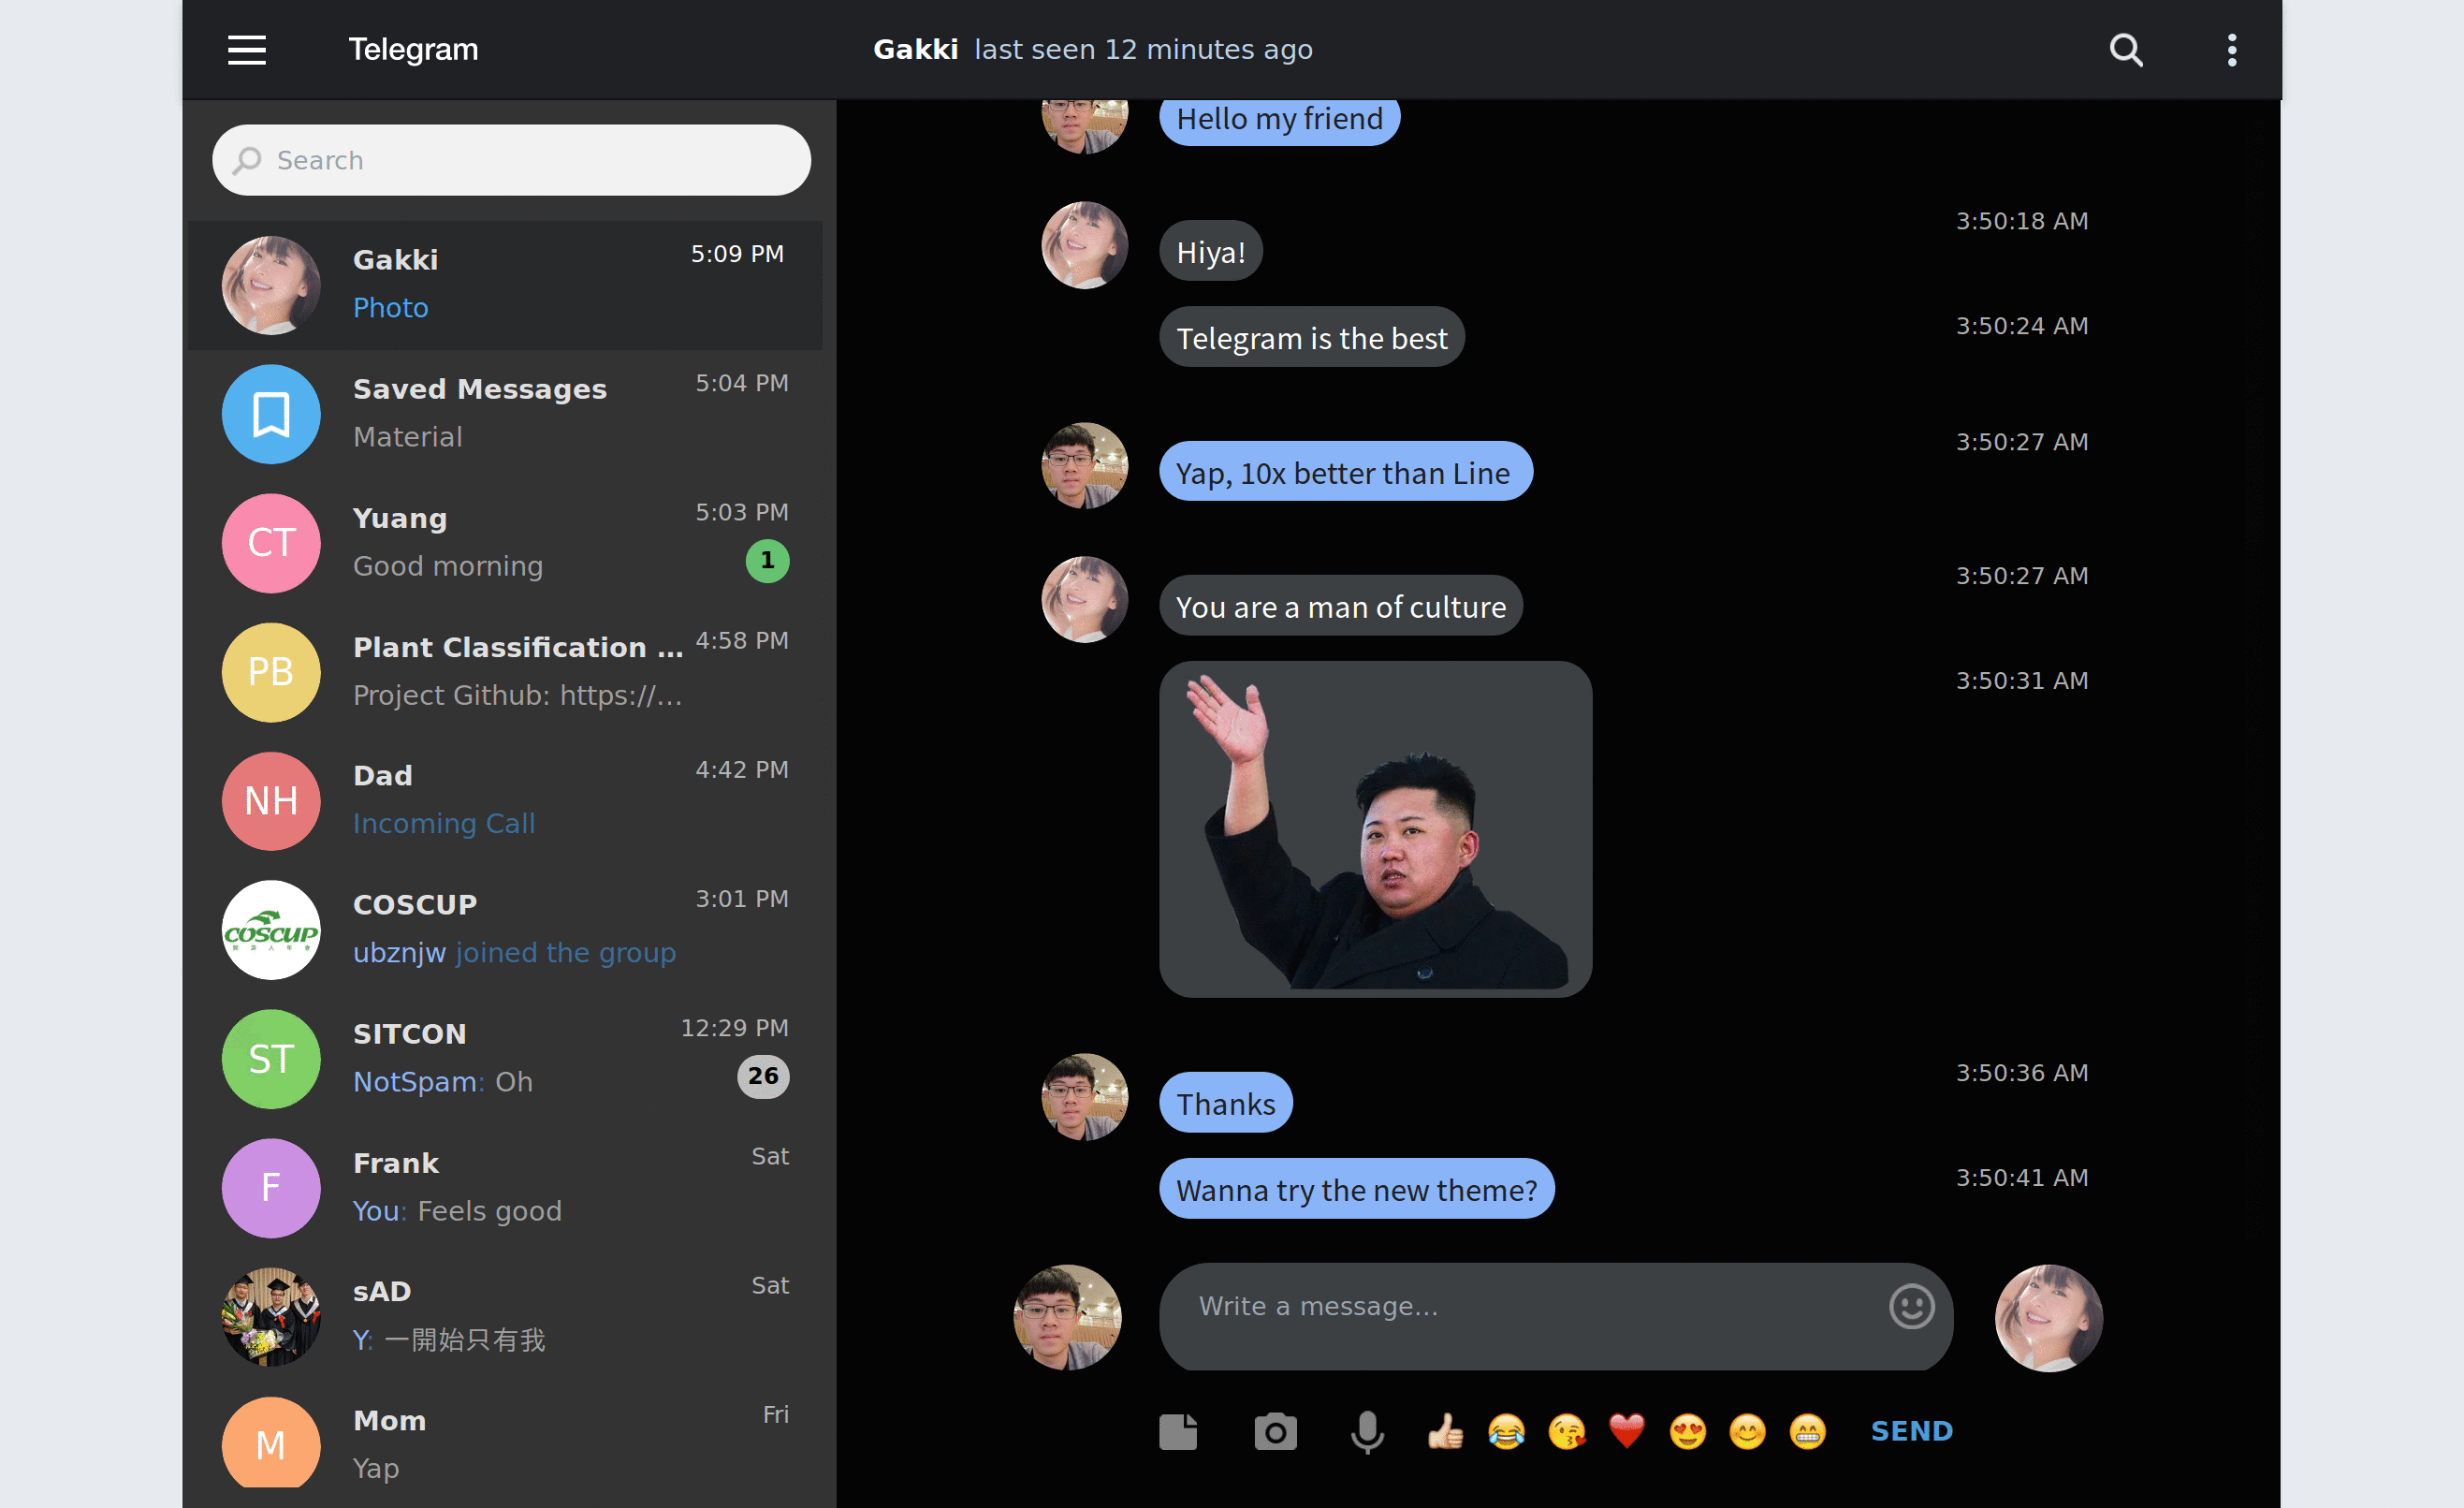 Telegram
Gakki last seen 12 minutes ago
Search
Gakki 5:09 PM
Photo
Saved Messages 5:04 PM
Material
CT
Yuang 5:03 PM
Good morning 1
PB
Plant Classification ... 4:58 PM
Project Github: https://...
NH
Dad 4:42 PM
Incoming Call
COSCUP
COSCUP 3:01 PM
ubznjw joined the group
ST
SITCON 12:29 PM
NotSpam: Oh 26
F
Frank Sat
You: Feels good
sAD Sat
Y: 一開始只有我
M
Mom Fri
Yap
Hello my friend
Hiya! 3:50:18 AM
Telegram is the best 3:50:24 AM
Yap, 10x better than Line 3:50:27 AM
You are a man of culture 3:50:27 AM
3:50:31 AM
Thanks 3:50:36 AM
Wanna try the new theme? 3:50:41 AM
Write a message...
SEND